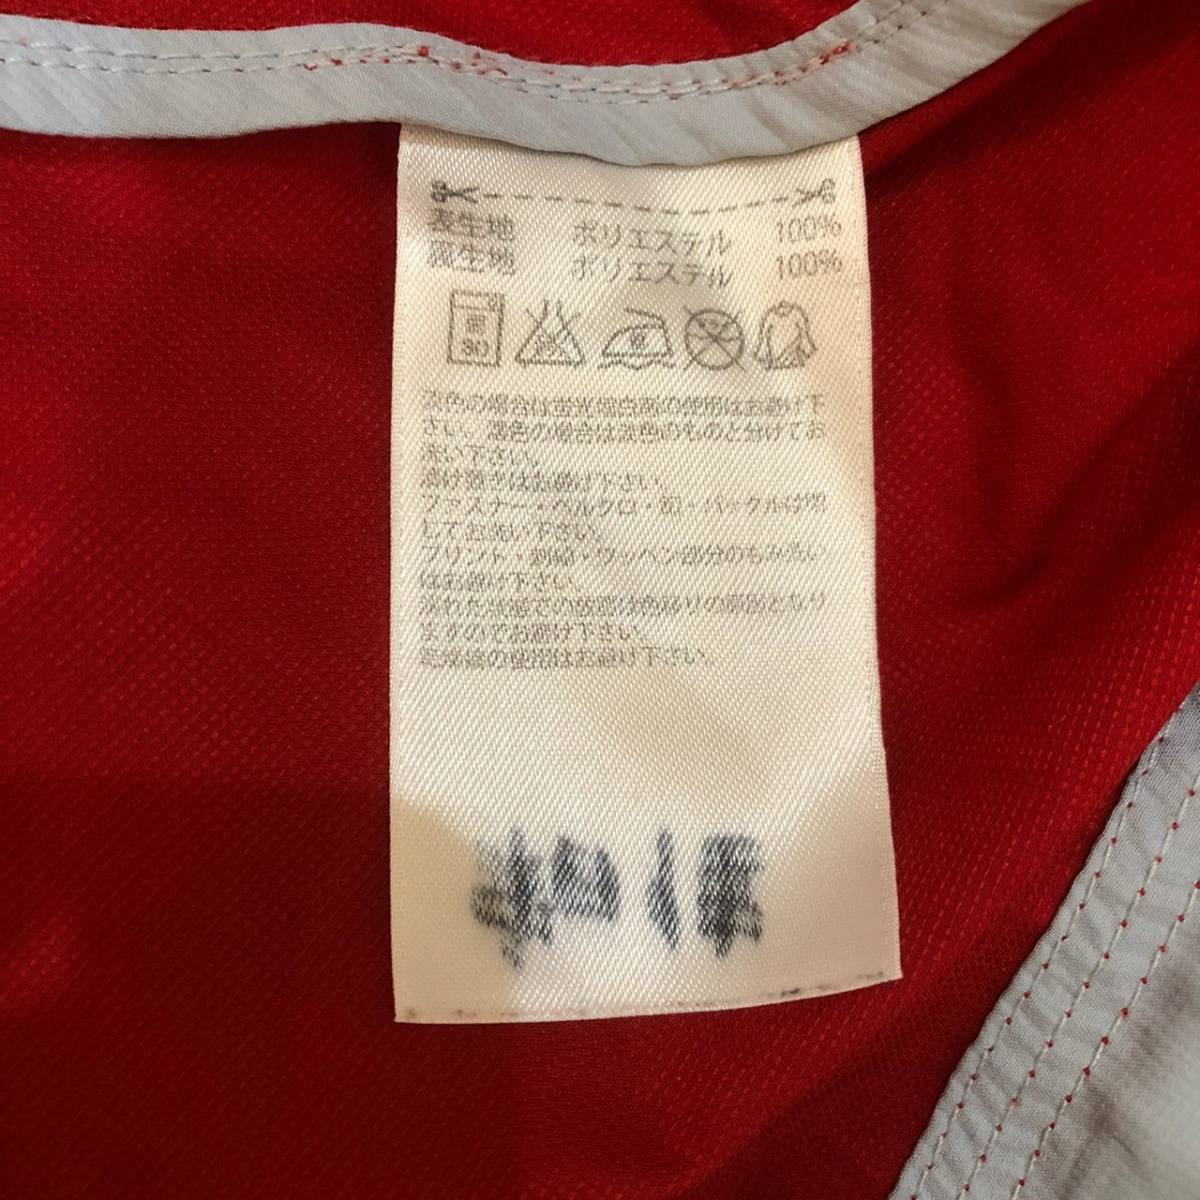 表生地 ポリエステル 100%
裏生地 ポリエステル 100%
弱 30
淡色の場合は蛍光増白剤の使用はお避け下
さい。濃色の場合は淡色のものと分けてお
洗い下さい。
漬け置きはお避け下さい。
ファスナー・ベルクロ・釦・バックルは閉
してお洗い下さい。
プリント・刺繍・ワッペン部分のもみ洗い
はお避け下さい。
濡れた状態での放置は色移りの原因となり
ますのでお避け下さい。
乾燥機の使用はお避け下さい。